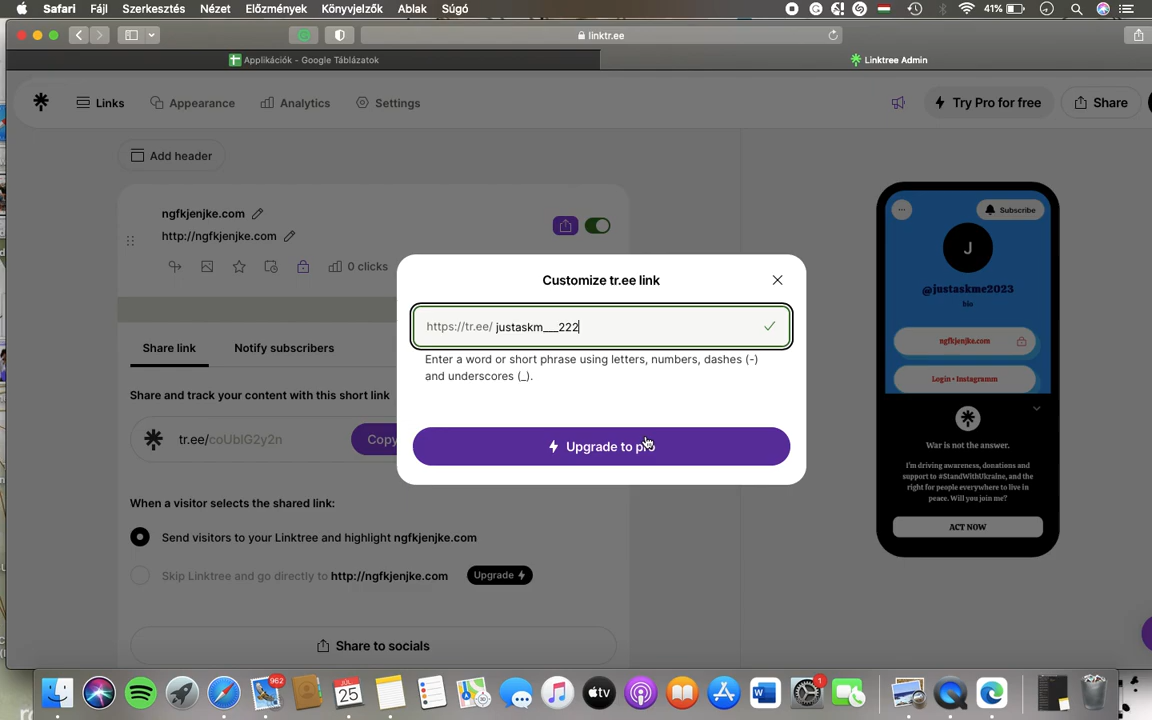 Safari Fájl Szerkesztés Nézet Előzmények Könyvjelzők Ablak Súgó 41%
linktr.ee
Applikációk - Google Táblázatok
Linktree Admin
Links Appearance Analytics Settings Try Pro for free Share
Add header
ngfkjenjke.com
http://ngfkjenjke.com
0 clicks
Share link Notify subscribers
Share and track your content with this short link
tr.ee/coUblG2y2n Copy
When a visitor selects the shared link:
Send visitors to your Linktree and highlight ngfkjenjke.com
Skip Linktree and go directly to http://ngfkjenjke.com Upgrade
Share to socials
Customize tr.ee link
https://tr.ee/ justaskm___222
Enter a word or short phrase using letters, numbers, dashes (-)
and underscores (_).
Upgrade to pro
Subscribe
J
@justaskme2023
bio
ngfkjenjke.com
Login • Instagramm
War is not the answer.
I'm driving awareness, donations and
support to #StandWithUkraine, and the
right for people everywhere to live in
peace. Will you join me?
ACT NOW
962
JÚL
25
tv
1